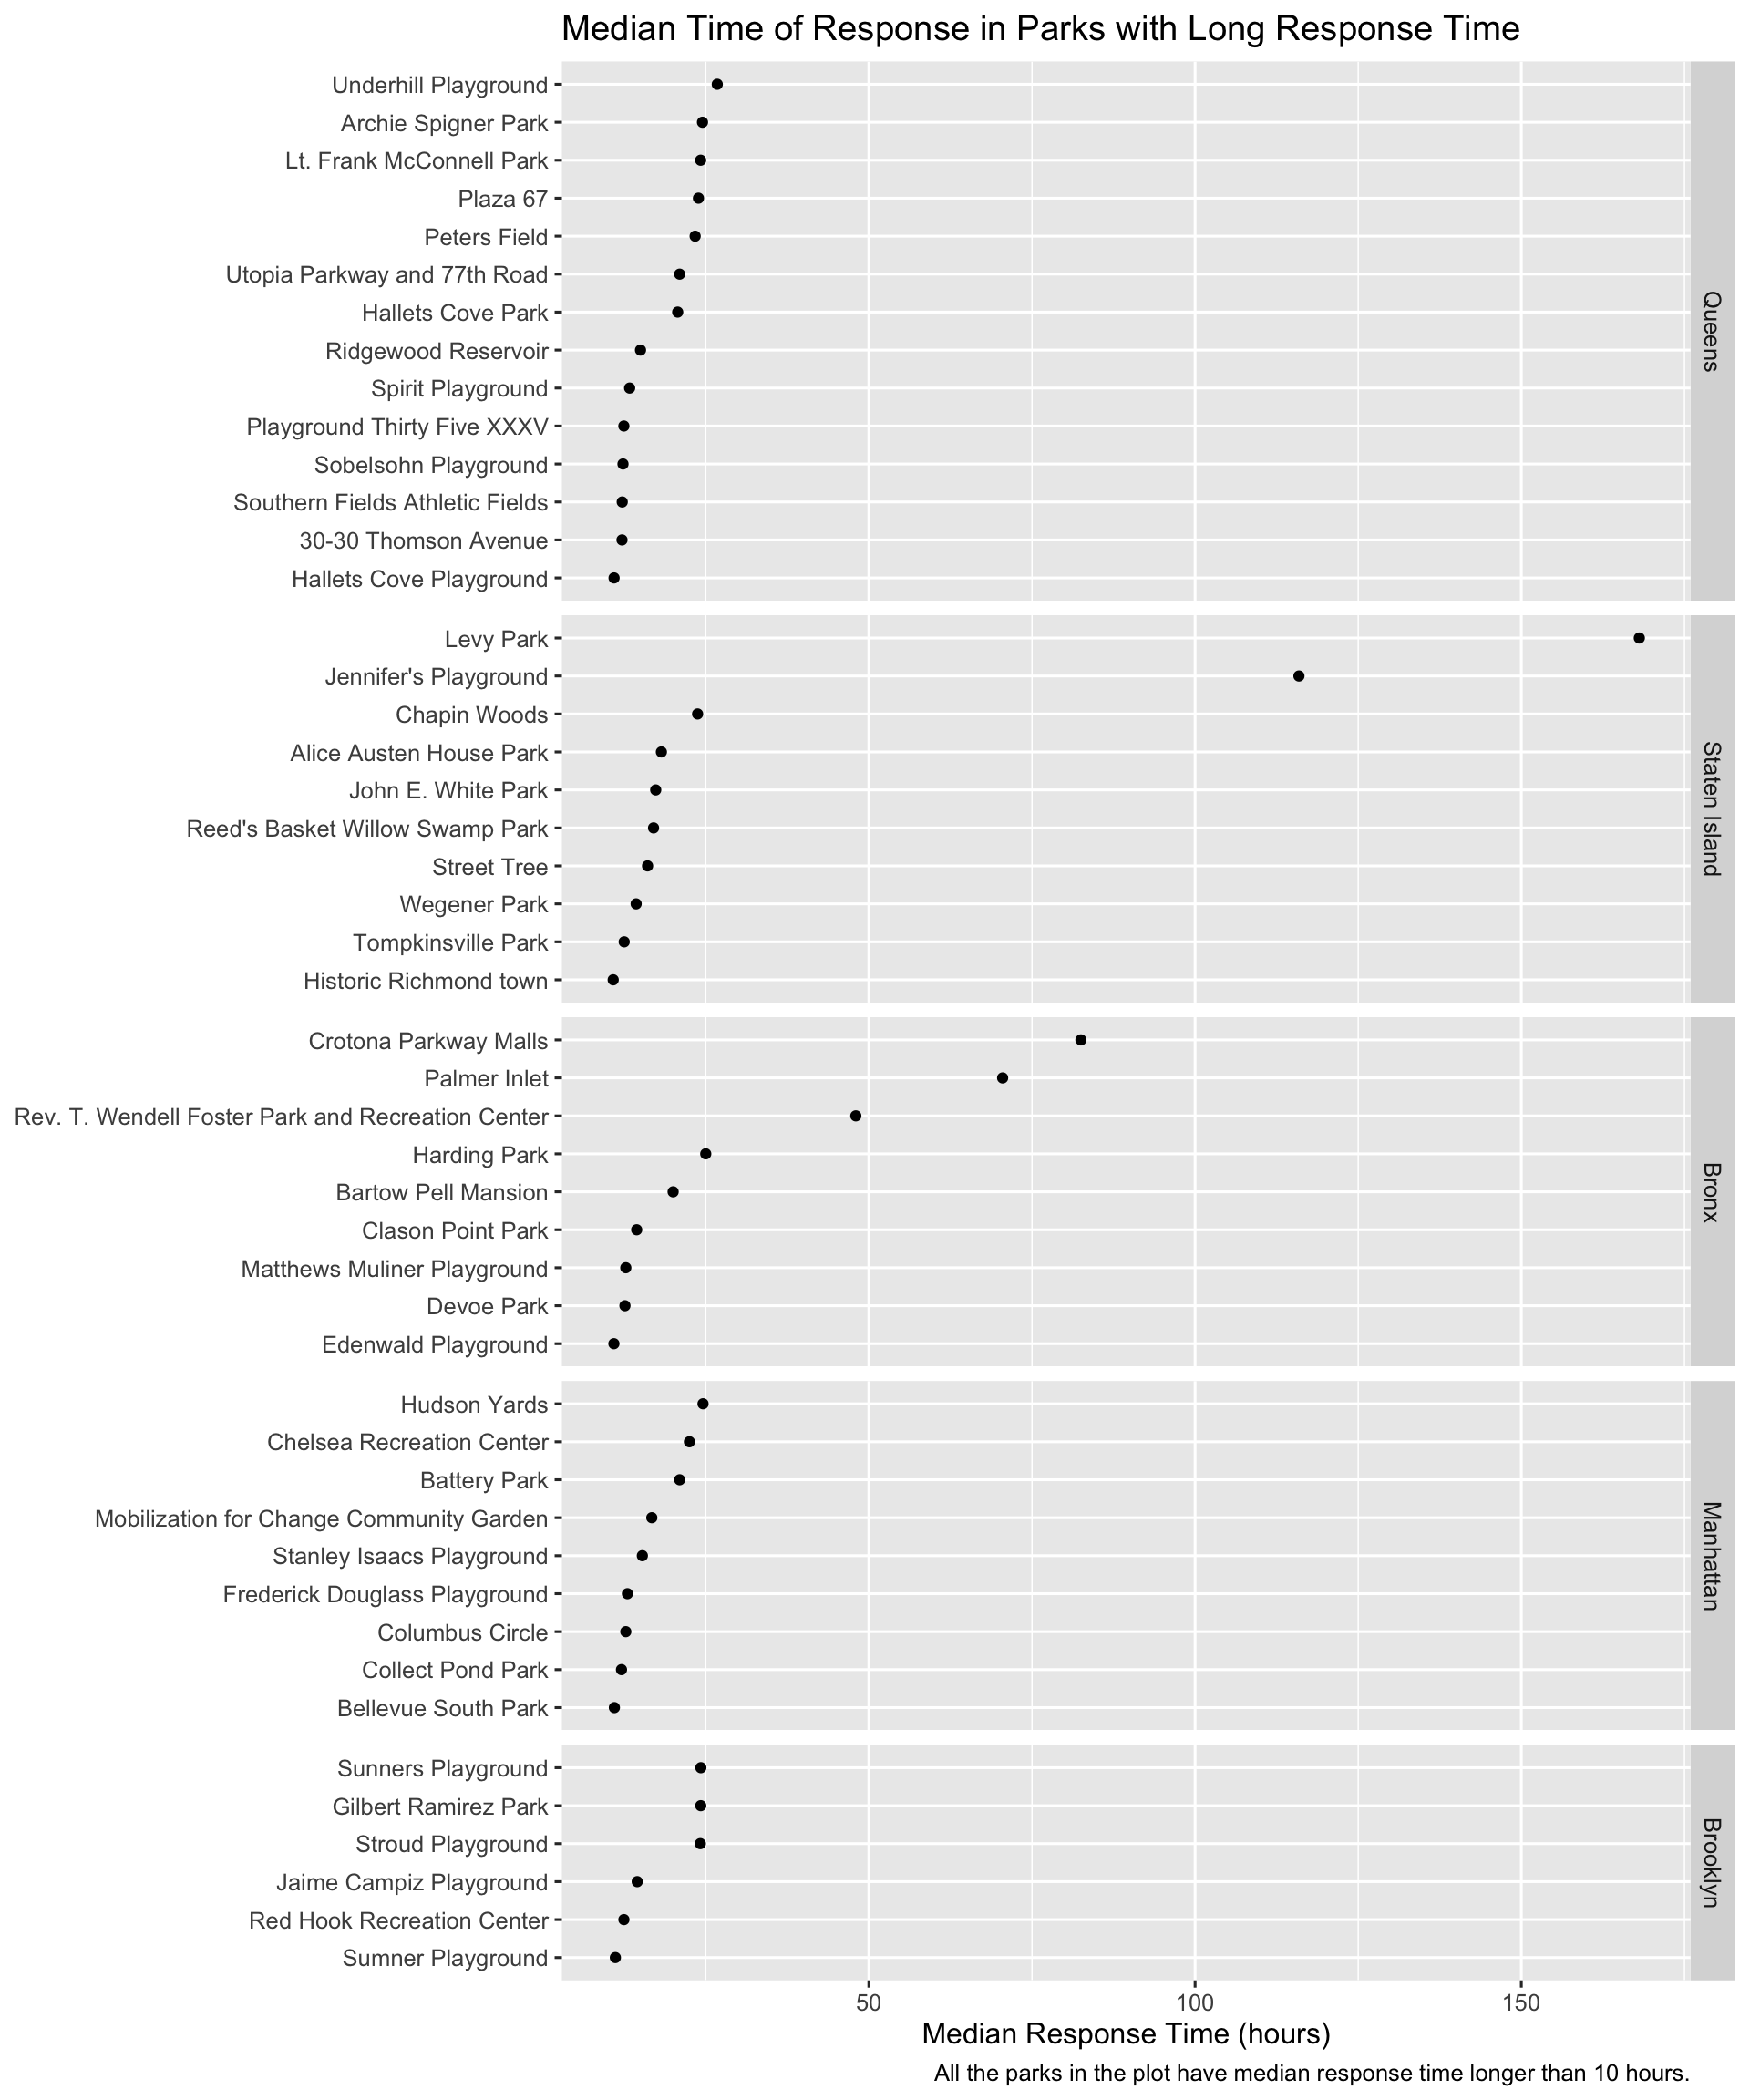 Median Time of Response in Parks with Long Response Time
Underhill Playground
Archie Spigner Park
Lt. Frank McConnell Park
Plaza 67
Peters Field
Utopia Parkway and 77th Road
Hallets Cove Park
Ridgewood Reservoir
Spirit Playground
Playground Thirty Five XXXV
Sobelsohn Playground
Southern Fields Athletic Fields
30-30 Thomson Avenue
Hallets Cove Playground
Queens
Levy Park
Jennifer's Playground
Chapin Woods
Alice Austen House Park
John E. White Park
Reed's Basket Willow Swamp Park
Street Tree
Wegener Park
Tompkinsville Park
Historic Richmond town
Staten Island
Crotona Parkway Malls
Palmer Inlet
Rev. T. Wendell Foster Park and Recreation Center
Harding Park
Bartow Pell Mansion
Clason Point Park
Matthews Muliner Playground
Devoe Park
Edenwald Playground
Bronx
Hudson Yards
Chelsea Recreation Center
Battery Park
Mobilization for Change Community Garden
Stanley Isaacs Playground
Frederick Douglass Playground
Columbus Circle
Collect Pond Park
Bellevue South Park
Manhattan
Sunners Playground
Gilbert Ramirez Park
Stroud Playground
Jaime Campiz Playground
Red Hook Recreation Center
Sumner Playground
Brooklyn
50 100 150
Median Response Time (hours)
All the parks in the plot have median response time longer than 10 hours.